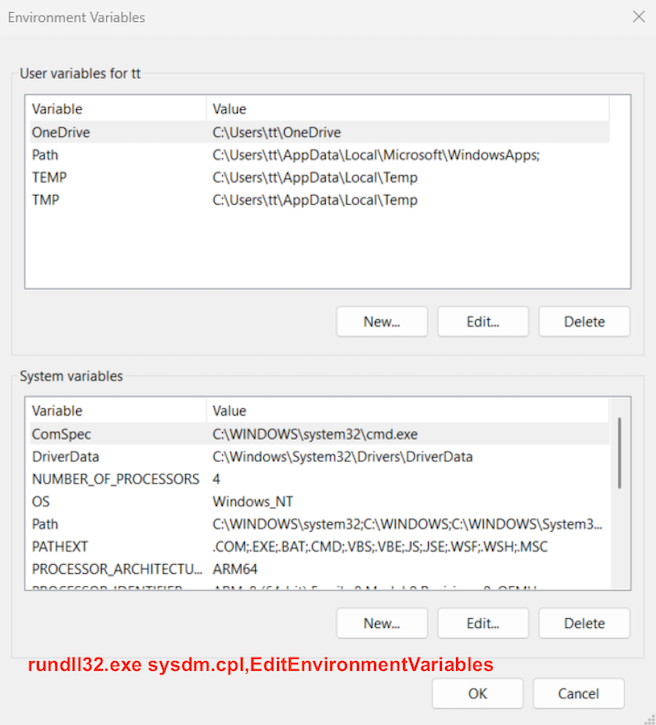 Environment Variables
User variables for tt
Variable Value
OneDrive C:\Users\tt\OneDrive
Path C:\Users\tt\AppData\Local\Microsoft\WindowsApps;
TEMP C:\Users\tt\AppData\Local\Temp
TMP C:\Users\tt\AppData\Local\Temp
New... Edit... Delete
System variables
Variable Value
ComSpec C:\WINDOWS\system32\cmd.exe
DriverData C:\Windows\System32\Drivers\DriverData
NUMBER_OF_PROCESSORS 4
OS Windows_NT
Path C:\WINDOWS\system32;C:\WINDOWS;C:\WINDOWS\System3...
PATHEXT .COM;.EXE;.BAT;.CMD;.VBS;.VBE;.JS;.JSE;.WSF;.WSH;.MSC
PROCESSOR_ARCHITECTU... ARM64
New... Edit... Delete
rundll32.exe sysdm.cpl,EditEnvironmentVariables
OK Cancel